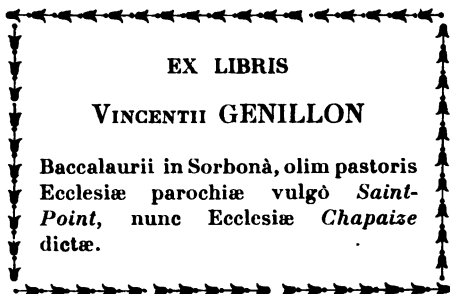 EX LIBRIS
VINCENTII GENILLON
Baccalaurii in Sorbonà, olim pastoris
Ecclesiæ parochiæ vulgò Saint-
Point, nunc Ecclesiæ Chapaize
dictæ.